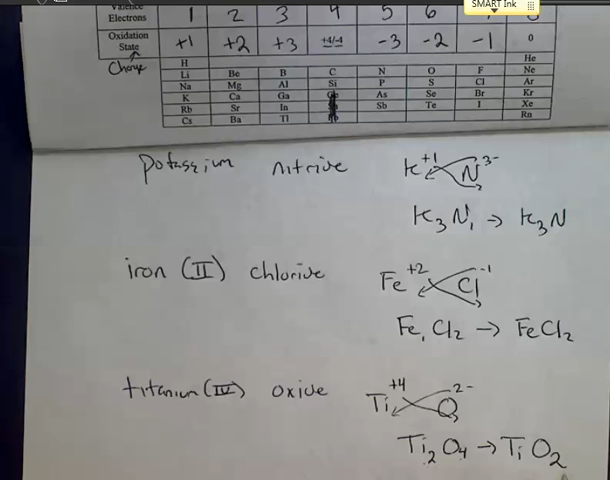 SMART Ink
Valence Electrons 1 2 3 4 5 6
Oxidation State +1 +2 +3 +4/-4 -3 -2 -1 0
Charge
H He
Li Be B C N O F Ne
Na Mg Al Si P S Cl Ar
K Ca Ga As Se Br Kr
Rb Sr In Sb Te I Xe
Cs Ba Tl Rn
potassium nitride K+1 N3-
K3N1 → K3N
iron (II) chloride Fe+2 Cl-1
Fe1Cl2 → FeCl2
titanium (IV) oxide Ti+4 O2-
Ti2O4 → TiO2